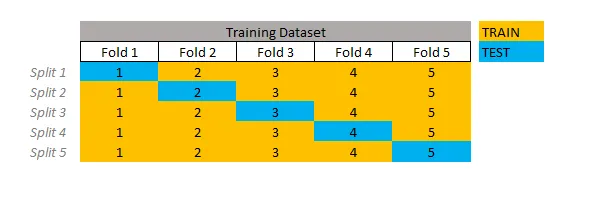 Training Dataset TRAIN
Fold 1 Fold 2 Fold 3 Fold 4 Fold 5 TEST
Split 1 1 2 3 4 5
Split 2 1 2 3 4 5
Split 3 1 2 3 4 5
Split 4 1 2 3 4 5
Split 5 1 2 3 4 5